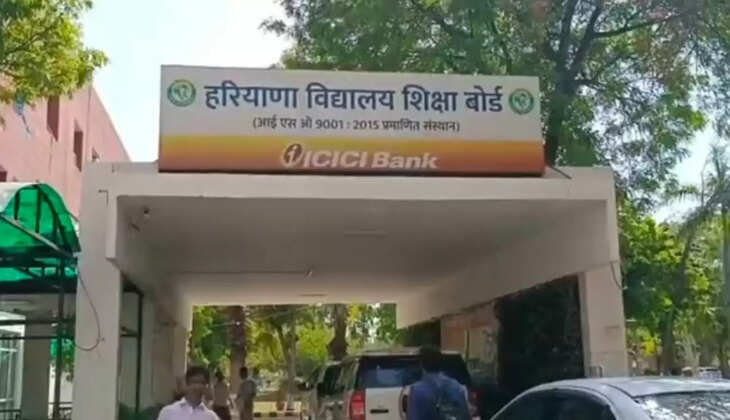 हरियाणा विद्यालय शिक्षा बोर्ड
(आई एस ओ 9001 : 2015 प्रमाणित संस्थान)
ICICI Bank